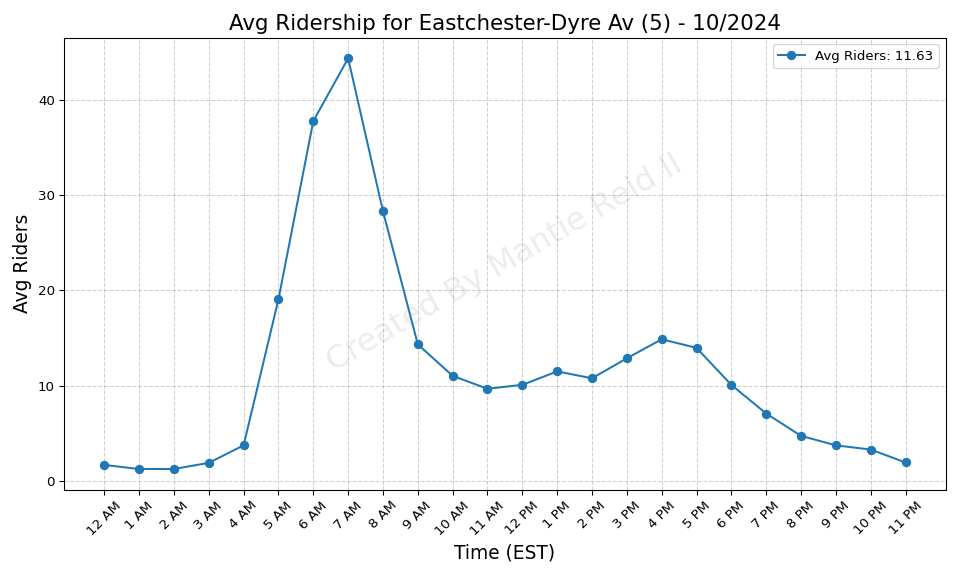 Avg Ridership for Eastchester-Dyre Av (5) - 10/2024
Avg Riders: 11.63
Avg Riders
40
30
20
10
0
Created By Mantie Reid II
12 AM
1 AM
2 AM
3 AM
4 AM
5 AM
6 AM
7 AM
8 AM
9 AM
10 AM
11 AM
12 PM
1 PM
2 PM
3 PM
4 PM
5 PM
6 PM
7 PM
8 PM
9 PM
10 PM
11 PM
Time (EST)